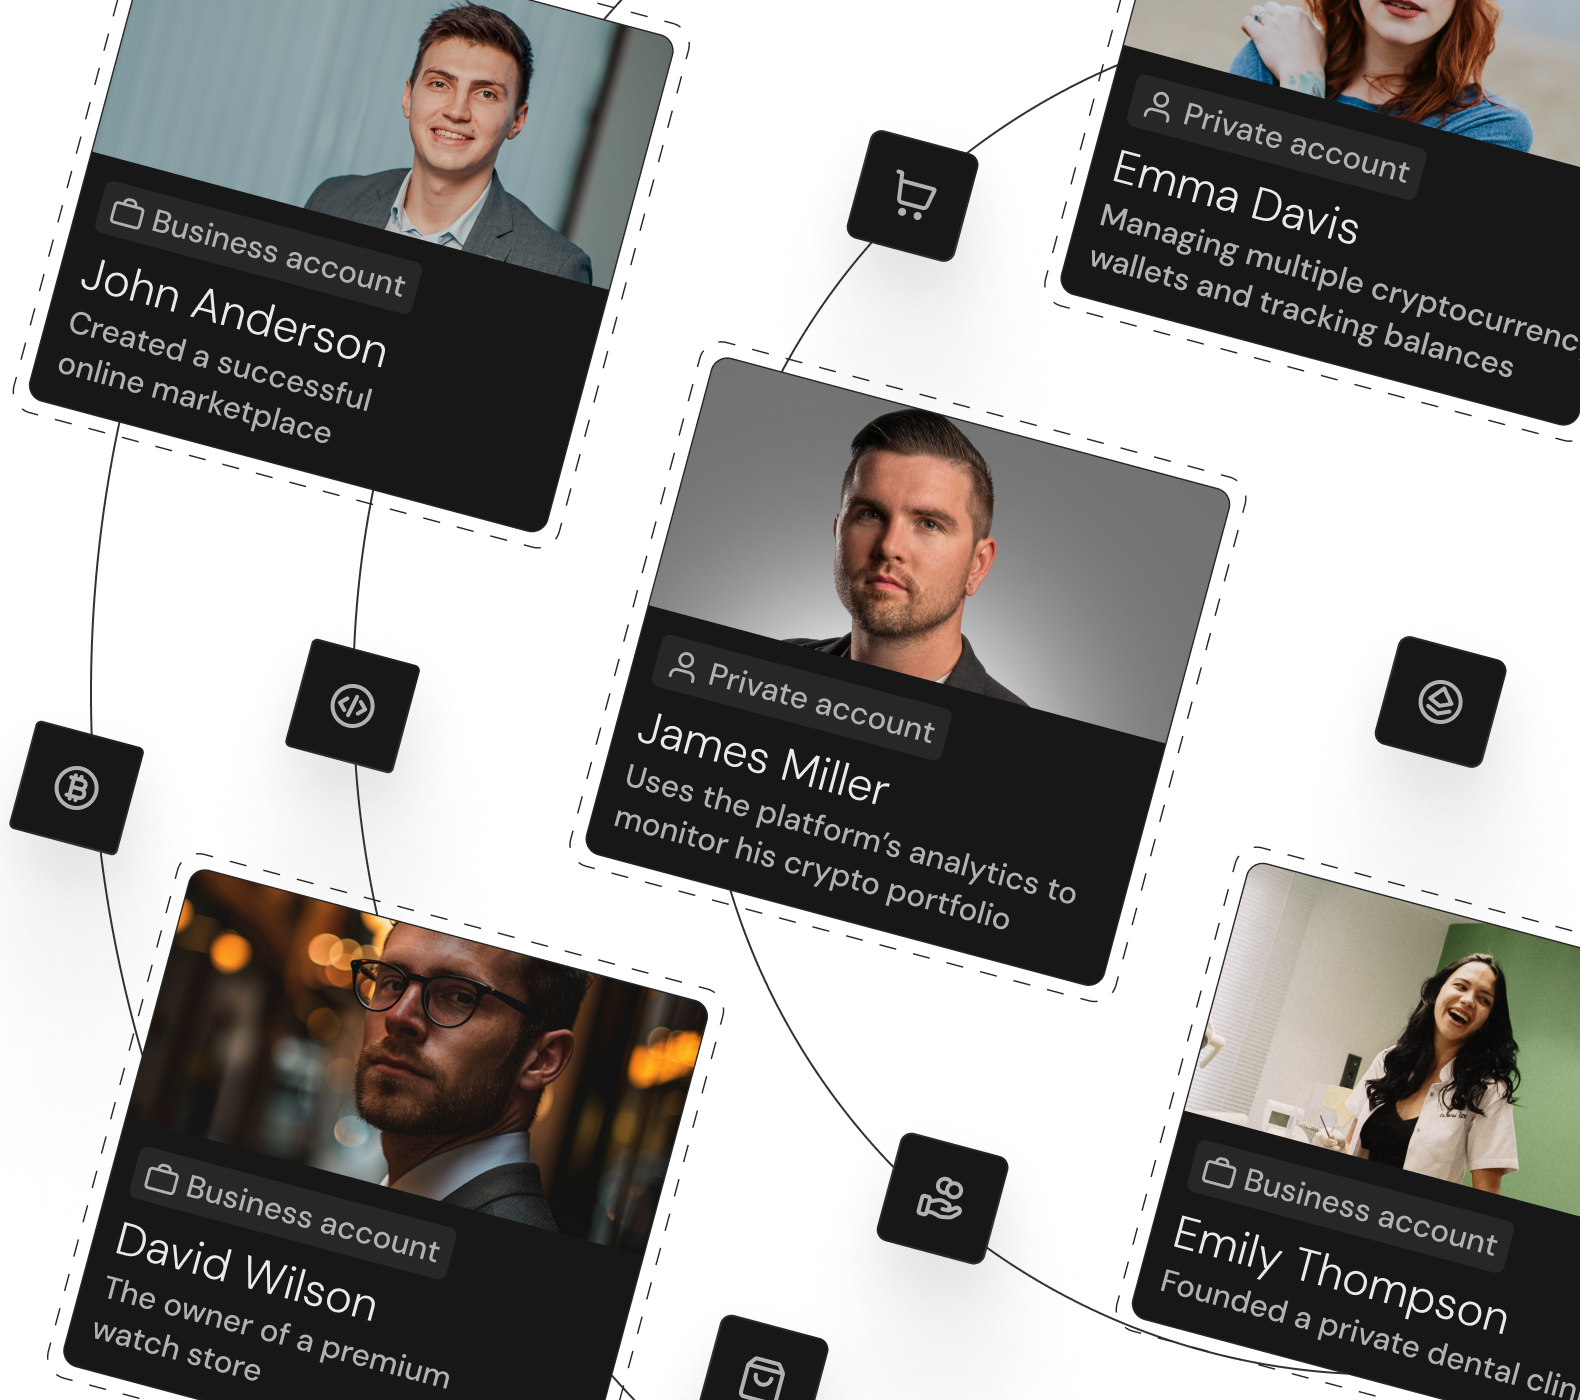 Business account
John Anderson
Created a successful
online marketplace
Private account
Emma Davis
Managing multiple
wallets and tracking balances
Private account
James Miller
Uses the platform’s analytics to
monitor his crypto portfolio
Business account
David Wilson
The owner of a premium
watch store
Business account
Emily Thompson
Founded a private dental